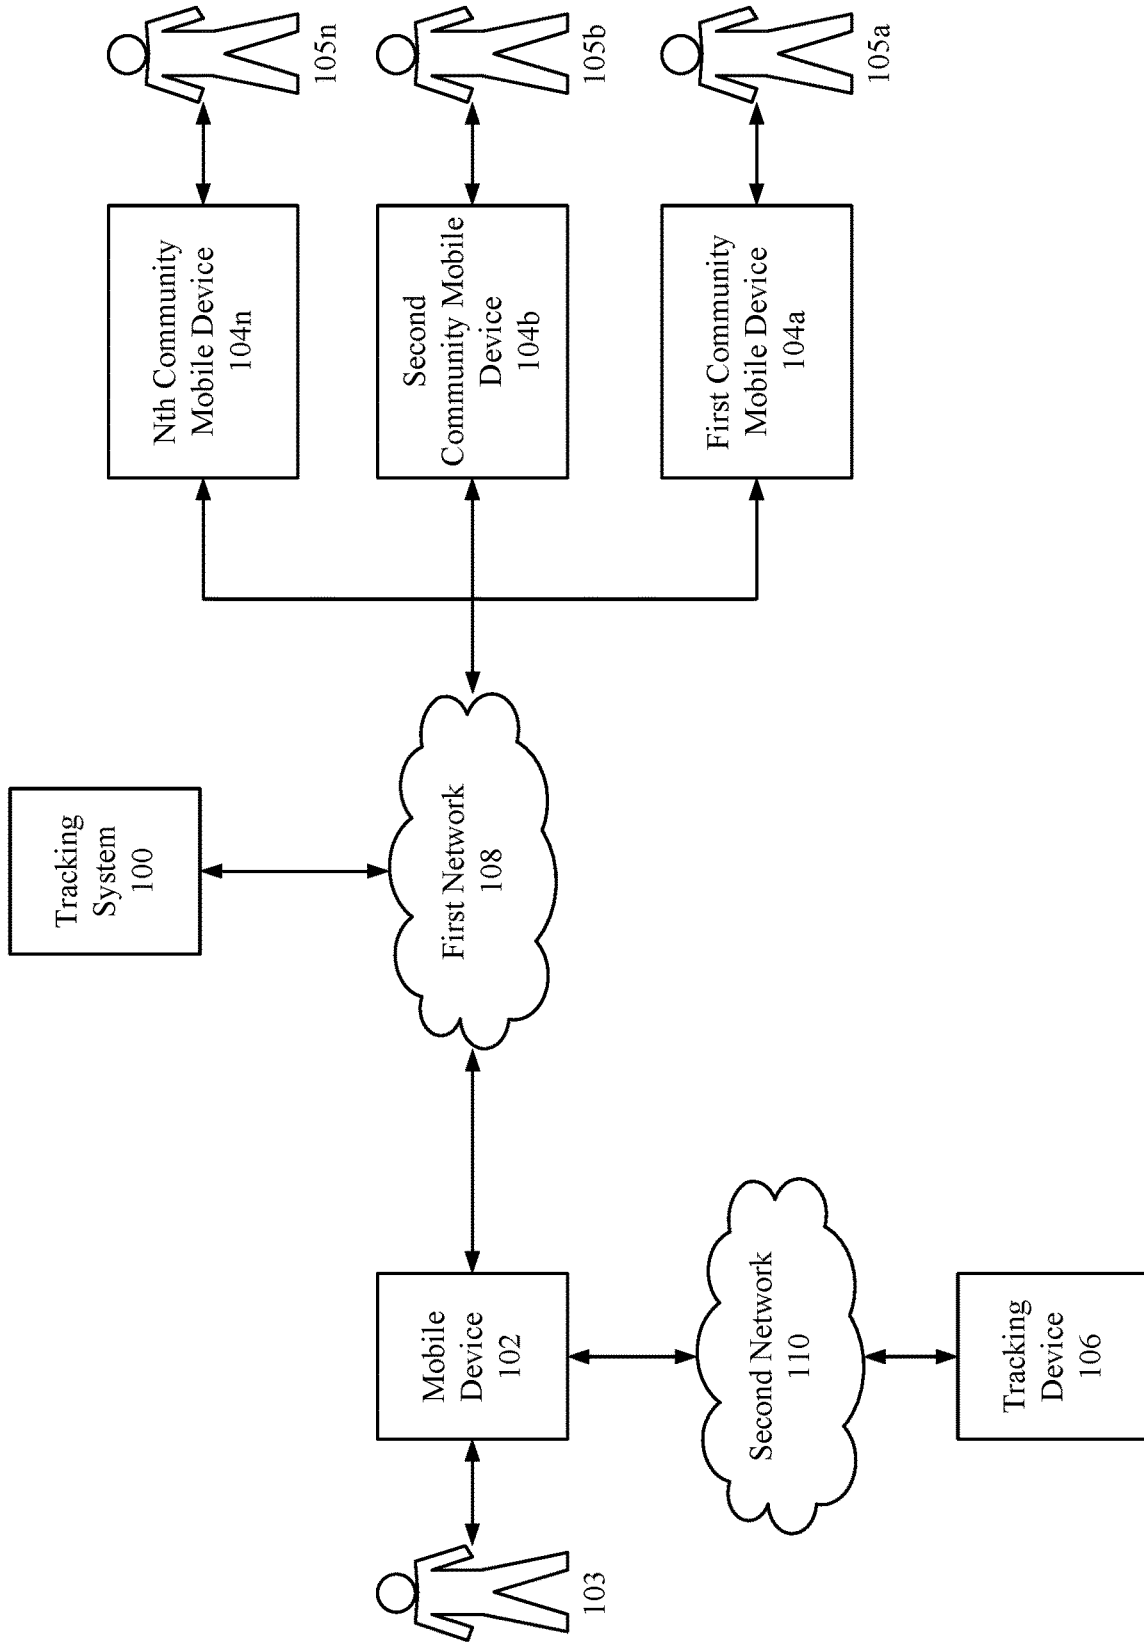 Tracking
System
100
103
Mobile
Device
102
First Network
108
Second Network
110
Tracking
Device
106
Nth Community
Mobile Device
104n
105n
Second
Community Mobile
Device
104b
105b
First Community
Mobile Device
104a
105a